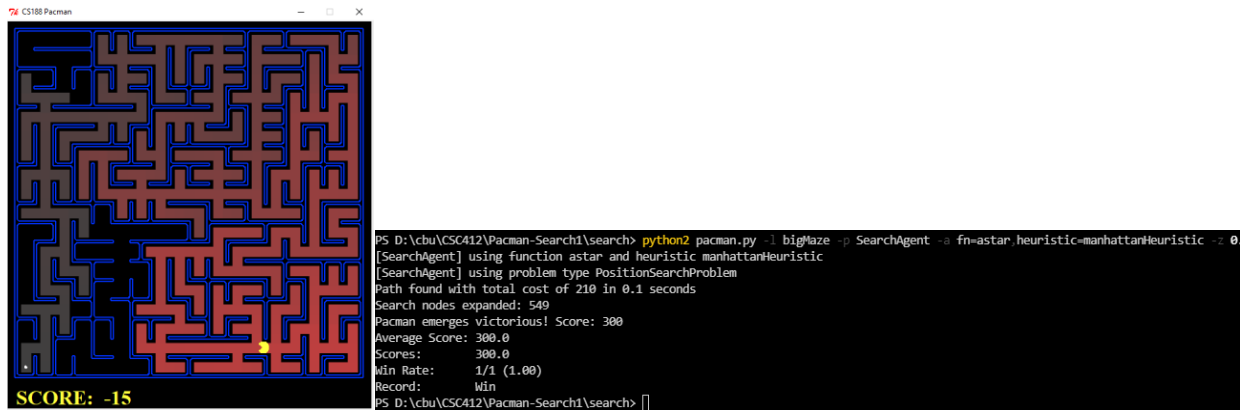 CS188 Pacman
SCORE: -15
PS D:\cbu\CSC412\Pacman-Search1\search> python2 pacman.py -l bigMaze -p SearchAgent -a fn=astar,heuristic=manhattanHeuristic -z 0.
[SearchAgent] using function astar and heuristic manhattanHeuristic
[SearchAgent] using problem type PositionSearchProblem
Path found with total cost of 210 in 0.1 seconds
Search nodes expanded: 549
Pacman emerges victorious! Score: 300
Average Score: 300.0
Scores:        300.0
Win Rate:      1/1 (1.00)
Record:        Win
PS D:\cbu\CSC412\Pacman-Search1\search>